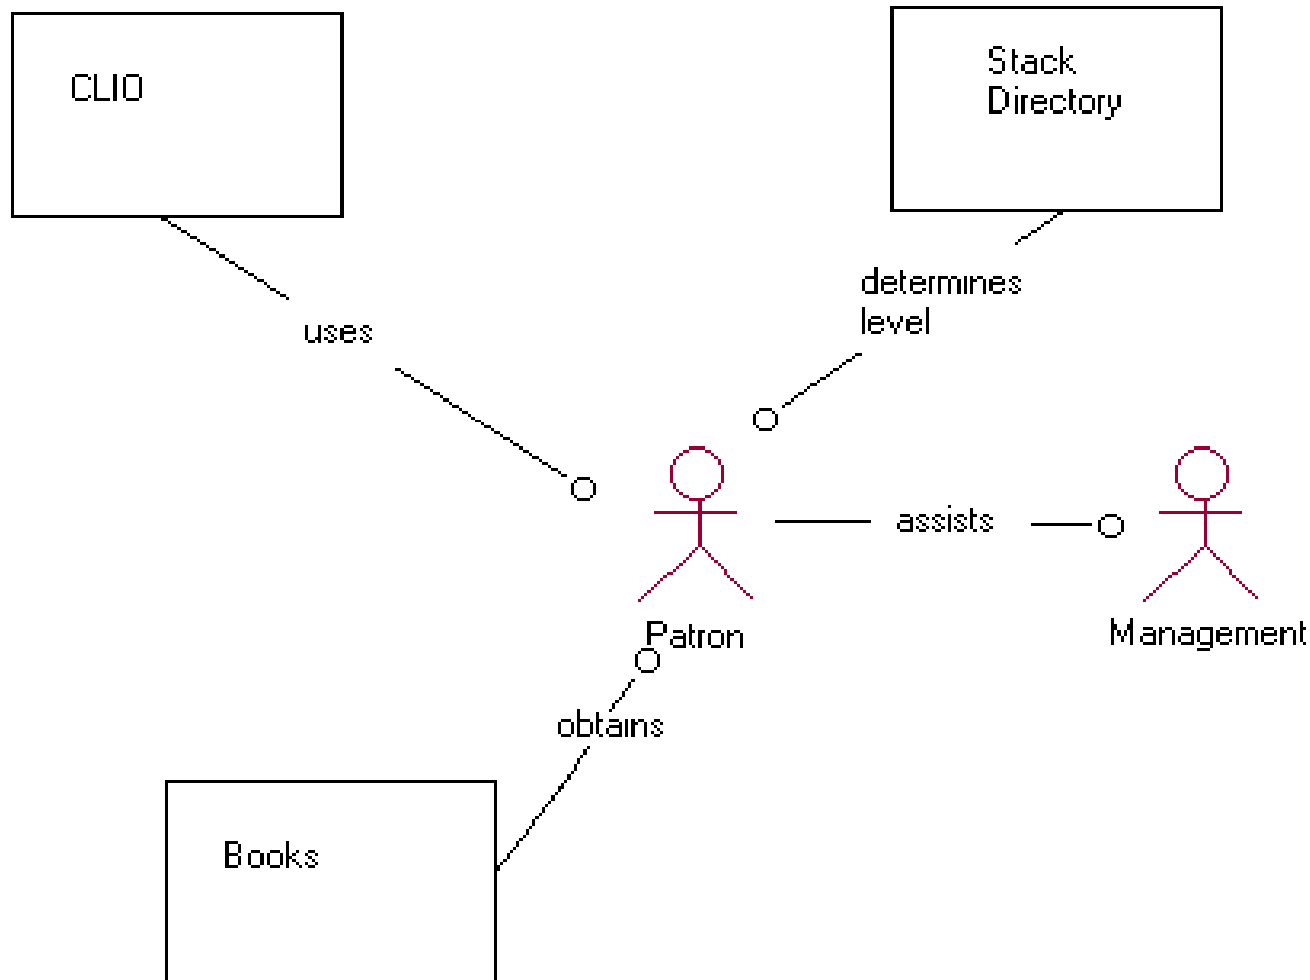 CLIO
Stack
Directory
determines
level
uses
assists
Patron
Management
obtains
Books